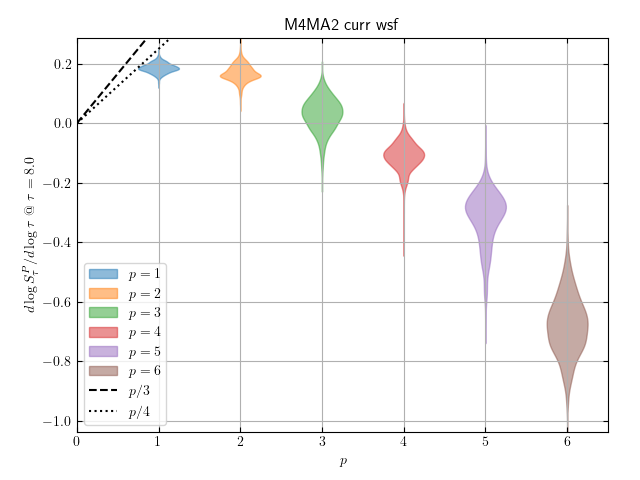 M4MA2 curr wsf
d log S_τ^P / d log τ @ τ = 8.0
0.2
0.0
−0.2
−0.4
−0.6
−0.8
−1.0
p = 1
p = 2
p = 3
p = 4
p = 5
p = 6
p/3
p/4
0 1 2 3 4 5 6
p